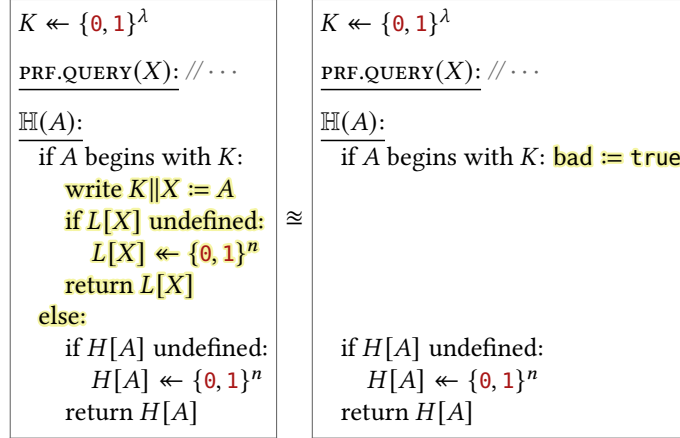 K ↞ {0, 1}^λ
PRF.QUERY(X): // ···
ℍ(A):
if A begins with K:
write K‖X := A
if L[X] undefined:
L[X] ↞ {0, 1}^n
return L[X]
else:
if H[A] undefined:
H[A] ↞ {0, 1}^n
return H[A]
≊
K ↞ {0, 1}^λ
PRF.QUERY(X): // ···
ℍ(A):
if A begins with K: bad := true
if H[A] undefined:
H[A] ↞ {0, 1}^n
return H[A]